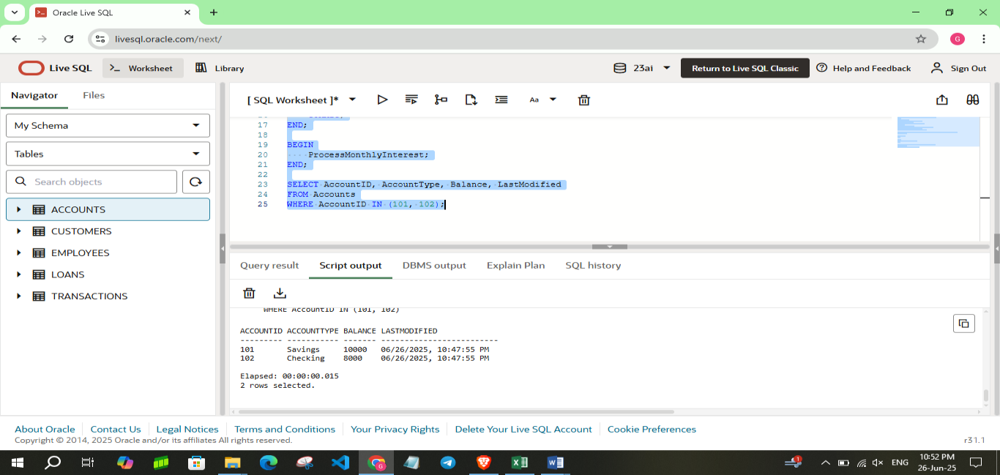 Oracle Live SQL
livesql.oracle.com/next/
G
Live SQL
Worksheet
Library
23ai
Return to Live SQL Classic
Help and Feedback
Sign Out
Navigator
Files
My Schema
Tables
Search objects
ACCOUNTS
CUSTOMERS
EMPLOYEES
LOANS
TRANSACTIONS
[ SQL Worksheet ]*
Aa
17 END;
18
19 BEGIN
20 ProcessMonthlyInterest;
21 END;
22
23 SELECT AccountID, AccountType, Balance, LastModified
24 FROM Accounts
25 WHERE AccountID IN (101, 102);
Query result
Script output
DBMS output
Explain Plan
SQL history
WHERE AccountID IN (101, 102)
ACCOUNTID ACCOUNTTYPE BALANCE LASTMODIFIED
--------- ----------- ------- -------------------------
101 Savings 10000 06/26/2025, 10:47:55 PM
102 Checking 8000 06/26/2025, 10:47:55 PM
Elapsed: 00:00:00.015
2 rows selected.
About Oracle
Contact Us
Legal Notices
Terms and Conditions
Your Privacy Rights
Delete Your Live SQL Account
Cookie Preferences
Copyright © 2014, 2025 Oracle and/or its affiliates All rights reserved.
r31.1
1
ENG
10:52 PM
26-Jun-25